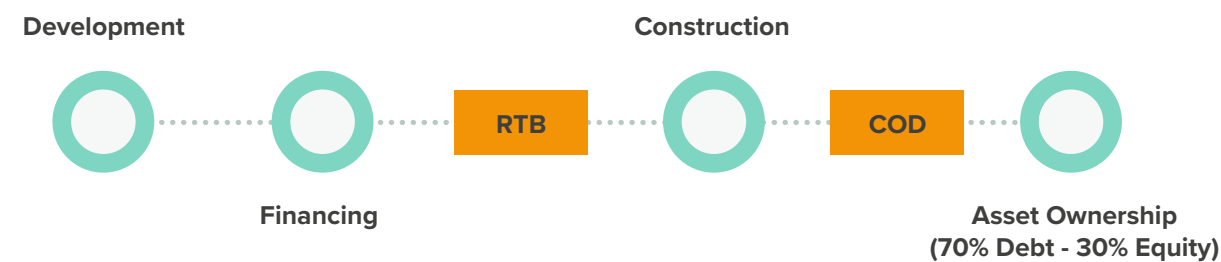 Development
Construction
RTB
COD
Financing
Asset Ownership
(70% Debt - 30% Equity)